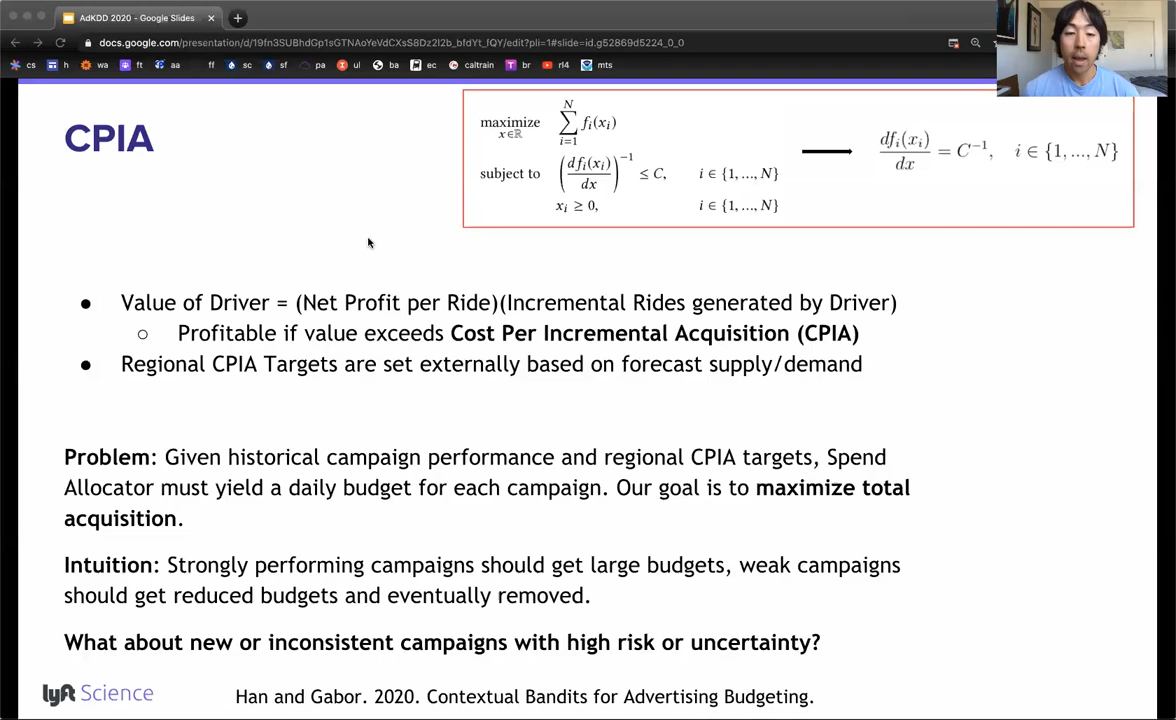 AdKDD 2020 - Google Slides
docs.google.com/presentation/d/19fn3SUBhdGp1sGTNAoYeVdCXsS8Dz2l2b_bfdYt_fQY/edit?pli=1#slide=id.g52869d5224_0_0
cs h wa ft aa ff sc sf pa ul ba ec caltrain br rl4 mts
CPIA
maximize x∈ℝ ∑ i=1 N fᵢ(xᵢ)
subject to (dfᵢ(xᵢ)/dx)⁻¹ ≤ C, i ∈ {1, ..., N}
xᵢ ≥ 0, i ∈ {1, ..., N}
dfᵢ(xᵢ)/dx = C⁻¹, i ∈ {1, ..., N}
● Value of Driver = (Net Profit per Ride)(Incremental Rides generated by Driver)
○ Profitable if value exceeds Cost Per Incremental Acquisition (CPIA)
● Regional CPIA Targets are set externally based on forecast supply/demand
Problem: Given historical campaign performance and regional CPIA targets, Spend
Allocator must yield a daily budget for each campaign. Our goal is to maximize total
acquisition.
Intuition: Strongly performing campaigns should get large budgets, weak campaigns
should get reduced budgets and eventually removed.
What about new or inconsistent campaigns with high risk or uncertainty?
lyft Science
Han and Gabor. 2020. Contextual Bandits for Advertising Budgeting.